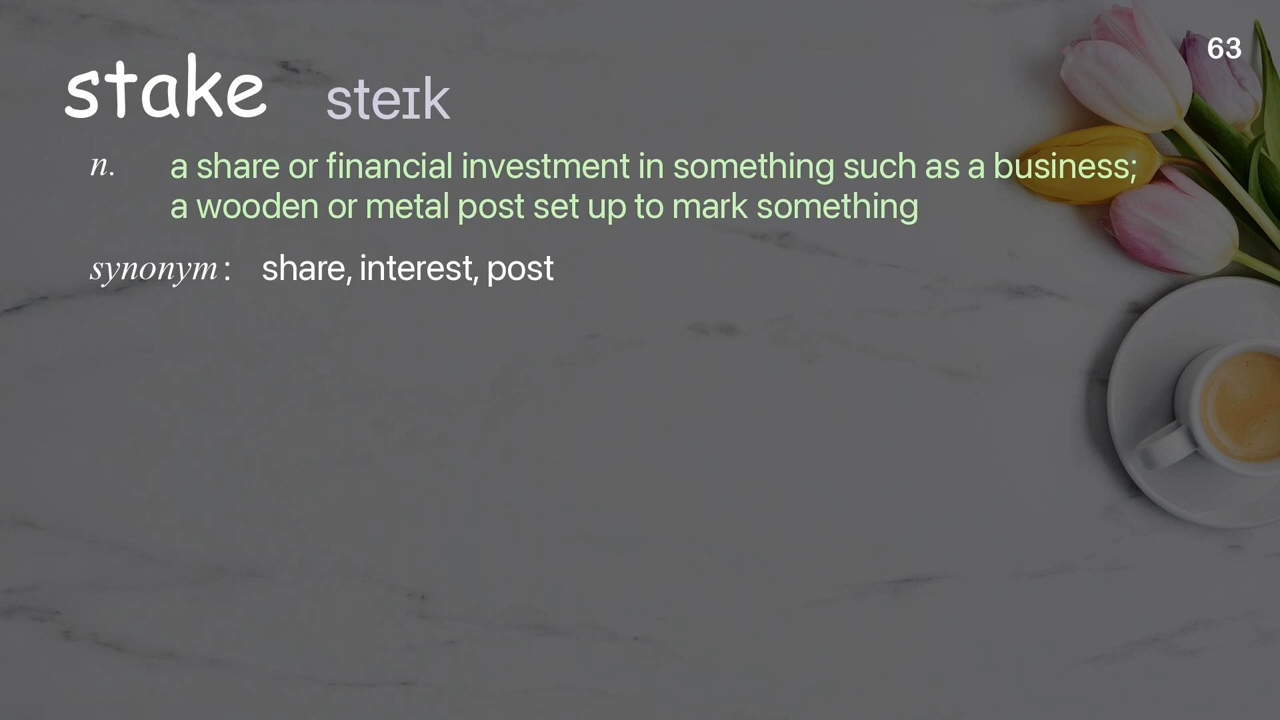 63
stake steɪk
n. a share or financial investment in something such as a business;
a wooden or metal post set up to mark something
synonym: share, interest, post